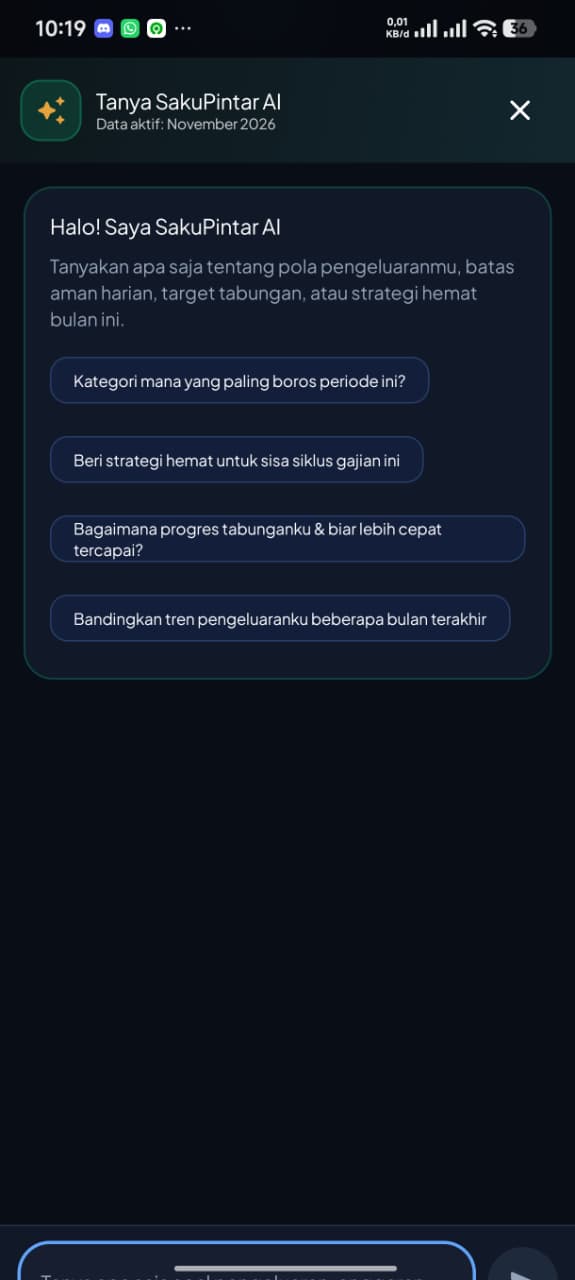 10:19
0,01
KB/d
36
Tanya SakuPintar AI
Data aktif: November 2026
Halo! Saya SakuPintar AI
Tanyakan apa saja tentang pola pengeluaranmu, batas
aman harian, target tabungan, atau strategi hemat
bulan ini.
Kategori mana yang paling boros periode ini?
Beri strategi hemat untuk sisa siklus gajian ini
Bagaimana progres tabunganku & biar lebih cepat
tercapai?
Bandingkan tren pengeluaranku beberapa bulan terakhir